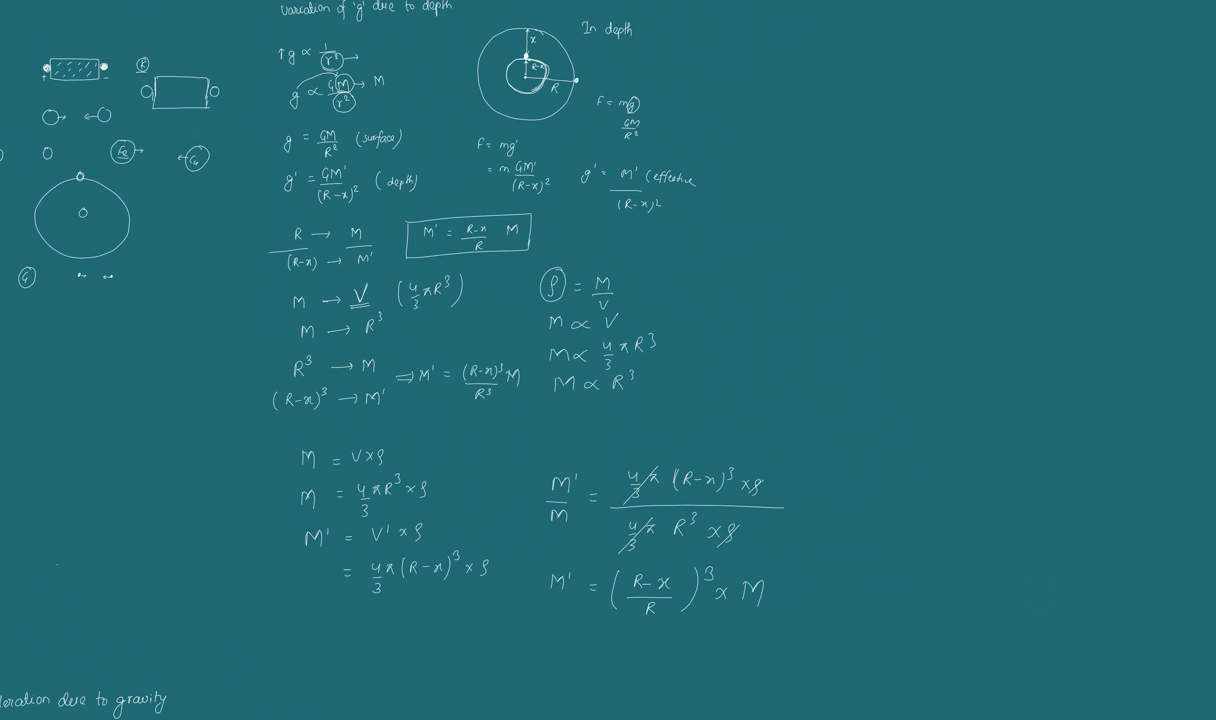 Variation of 'g' due to depth
In depth
↑g ∝ 1/r² →
g ∝ GM/r² → M
x
R-x
R
F = mg
GM/R²
g = GM/R² (surface)
g' = GM'/(R-x)² (depth)
F = mg'
= m GM'/(R-x)²
g' = M' (effective/(R-x)²
R → M
(R-x) → M'
M' = R-x/R M
M → V (4/3 πR³)
M → R³
R³ → M
(R-x)³ → M'
⇒ M' = (R-x)³/R³ M
ρ = M/V
M ∝ V
M ∝ 4/3 πR³
M ∝ R³
M = V×ρ
M = 4/3 πR³ × ρ
M' = V' × ρ
= 4/3 π(R-x)³ × ρ
M'/M = 4/3 π (R-x)³ ×ρ / 4/3 π R³ ×ρ
M' = (R-x/R)³ × M
+
-
Fe
G
leration due to gravity